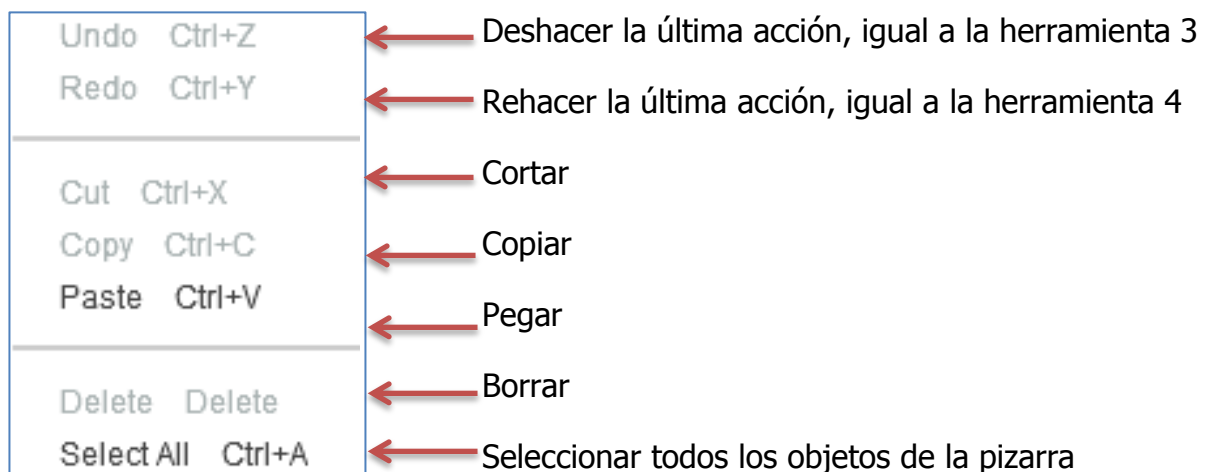 Undo Ctrl+Z Deshacer la última acción, igual a la herramienta 3
Redo Ctrl+Y Rehacer la última acción, igual a la herramienta 4
Cut Ctrl+X Cortar
Copy Ctrl+C Copiar
Paste Ctrl+V Pegar
Delete Delete Borrar
Select All Ctrl+A Seleccionar todos los objetos de la pizarra